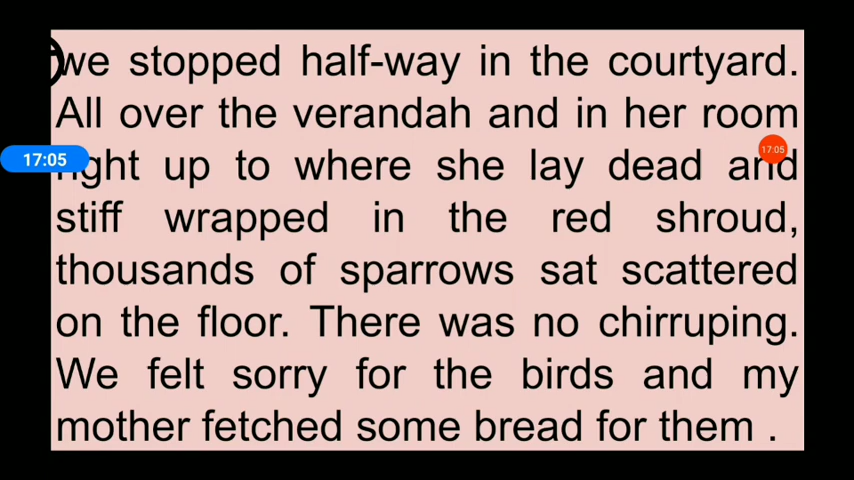 we stopped half-way in the courtyard.
All over the verandah and in her room
17:05
17:05
right up to where she lay dead and
stiff wrapped in the red shroud,
thousands of sparrows sat scattered
on the floor. There was no chirruping.
We felt sorry for the birds and my
mother fetched some bread for them .